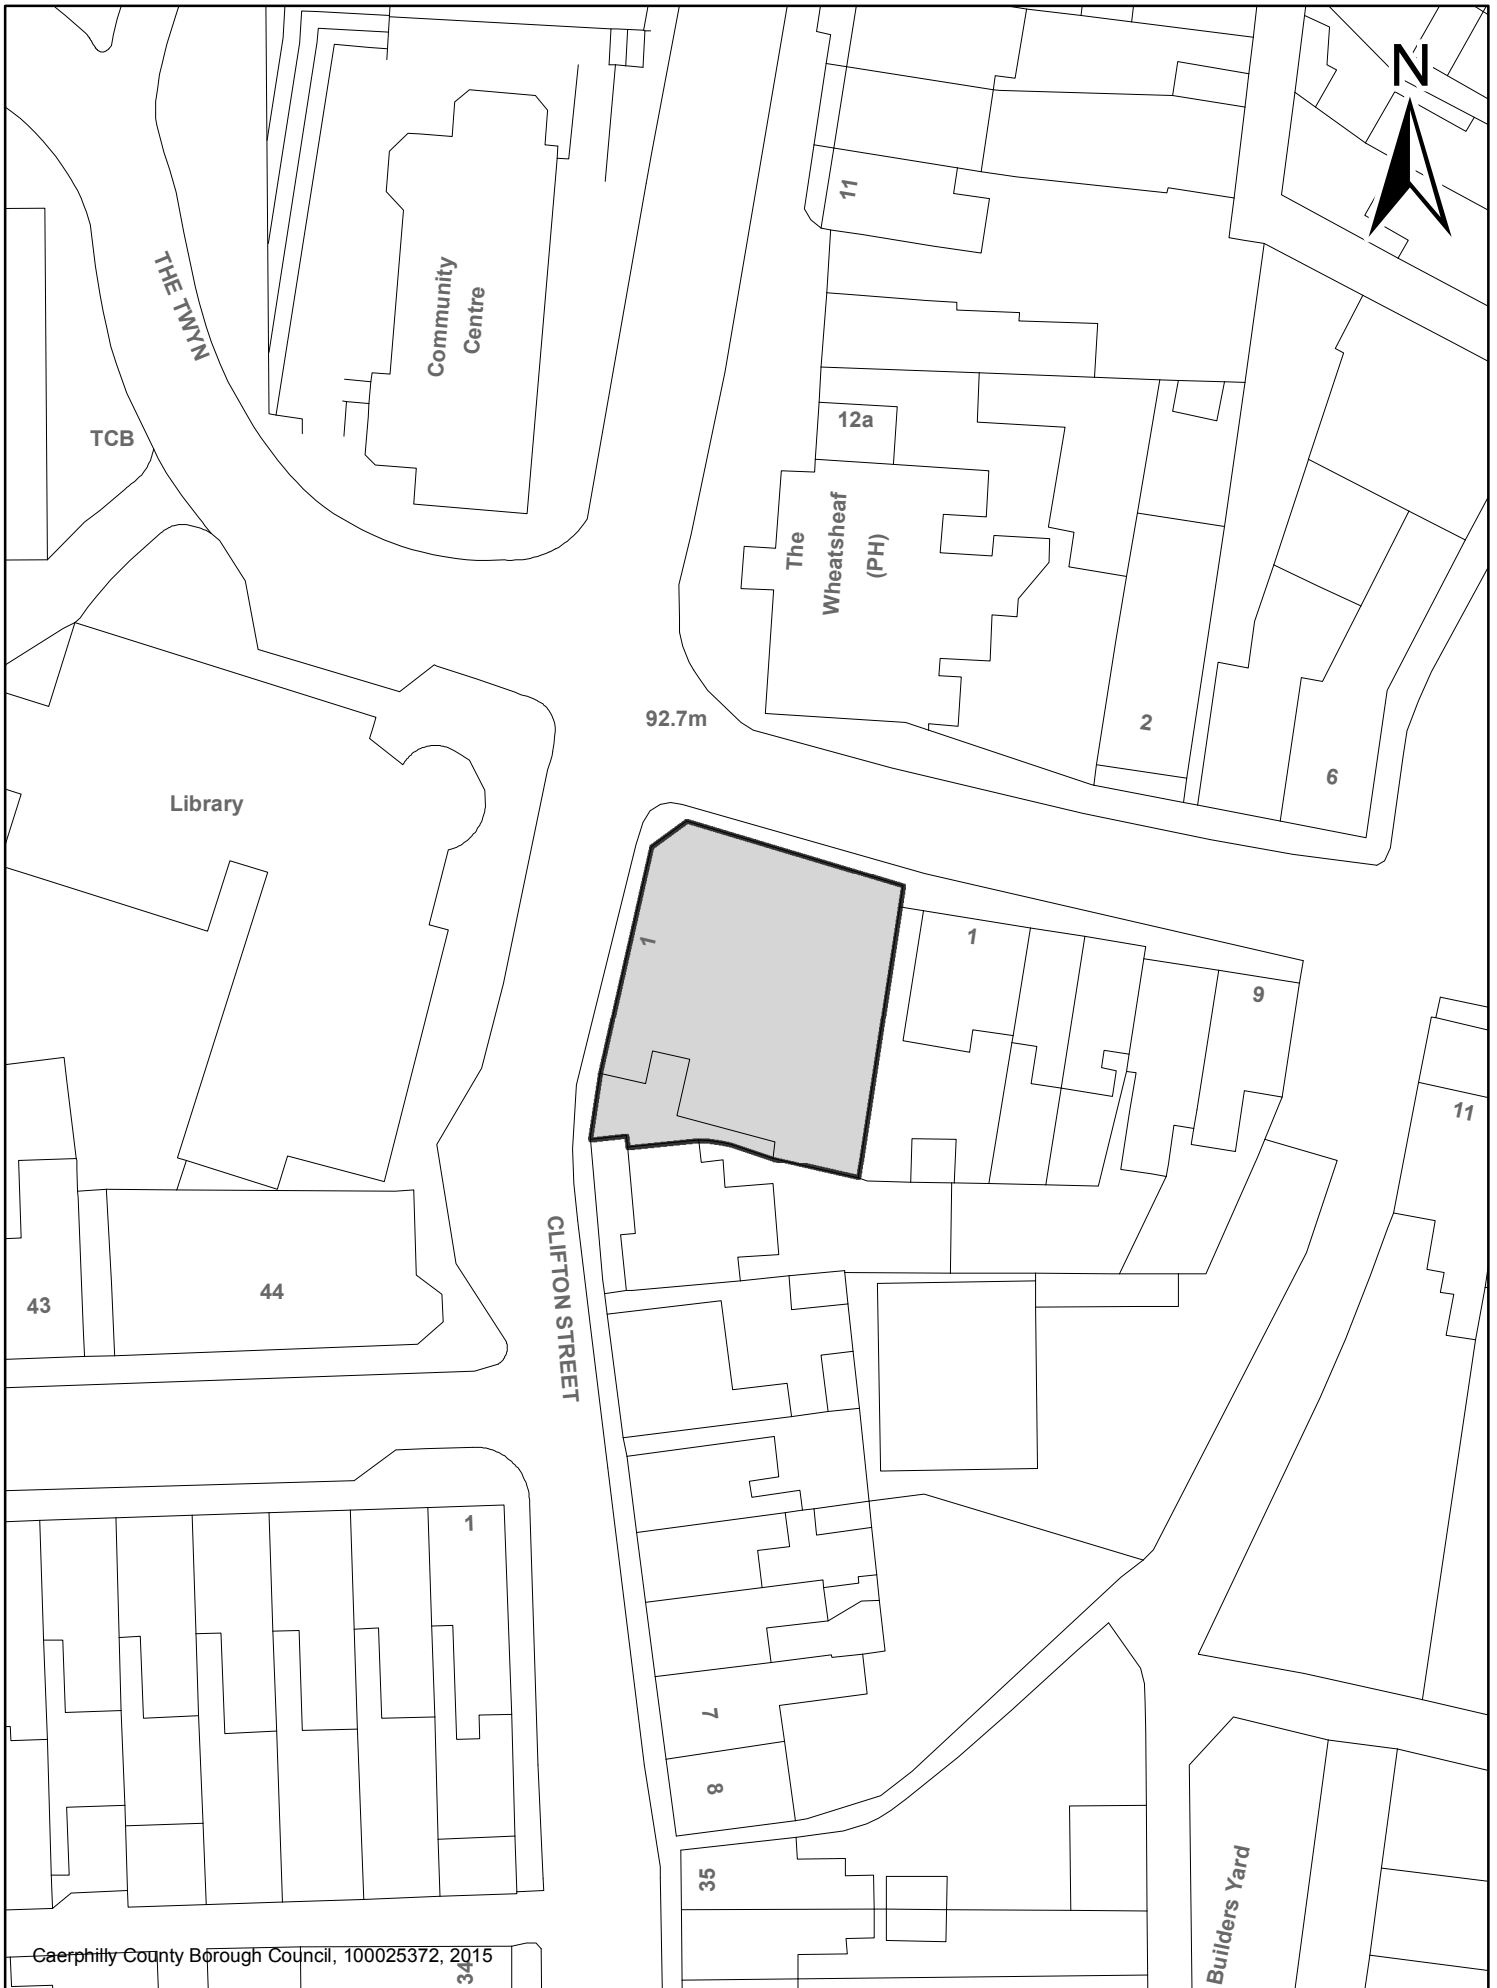 N
11
THE TWYN
Community
Centre
12a
TCB
The
Wheatsheaf
(PH)
92.7m
2
6
Library
1
1
9
11
CLIFTON STREET
43
44
1
7
8
35
Builders Yard
Caerphilly County Borough Council, 100025372, 2015
34